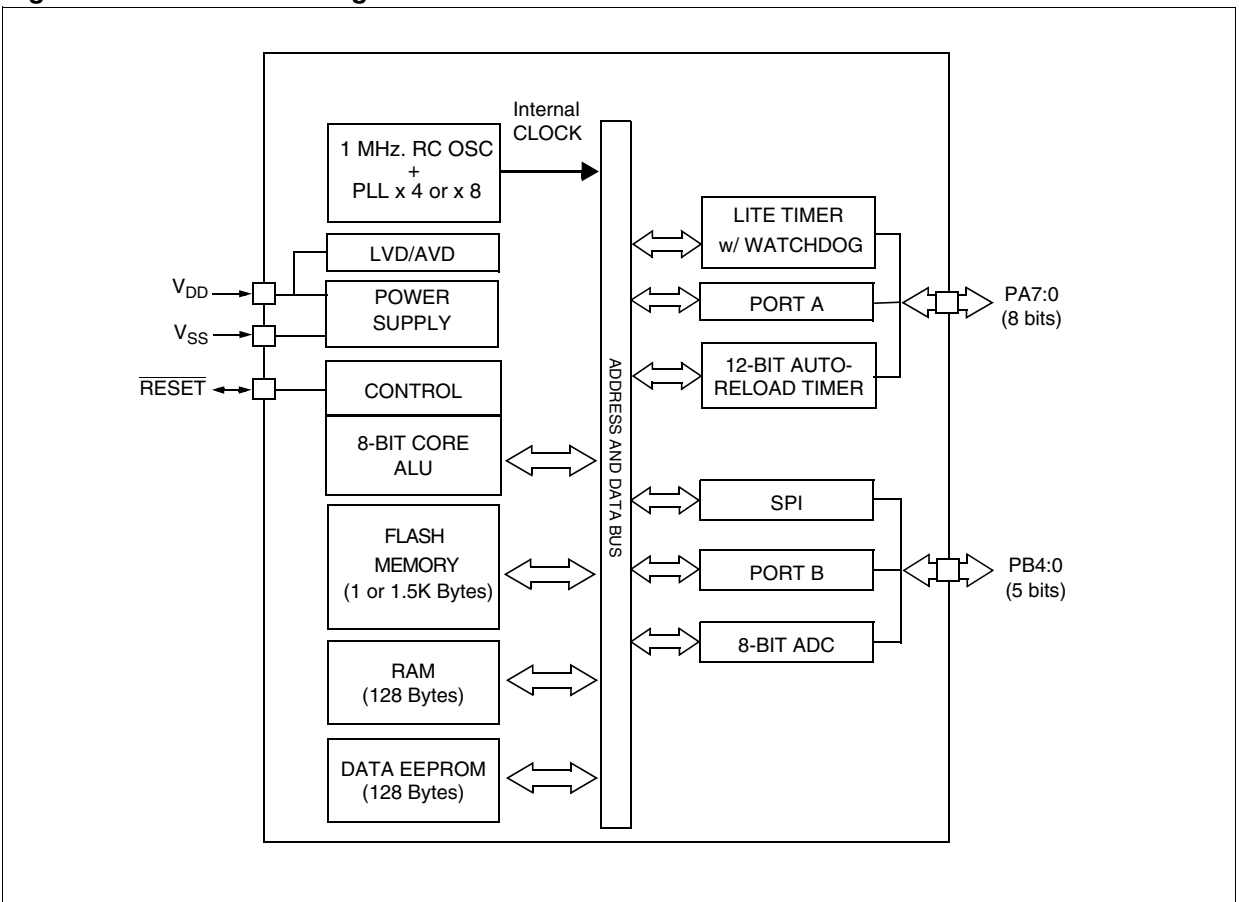 Internal
CLOCK
1 MHz. RC OSC
+
PLL x 4 or x 8
LVD/AVD
POWER
SUPPLY
VDD
VSS
RESET
CONTROL
8-BIT CORE
ALU
FLASH
MEMORY
(1 or 1.5K Bytes)
RAM
(128 Bytes)
DATA EEPROM
(128 Bytes)
ADDRESS AND DATA BUS
LITE TIMER
w/ WATCHDOG
PORT A
12-BIT AUTO-
RELOAD TIMER
PA7:0
(8 bits)
SPI
PORT B
8-BIT ADC
PB4:0
(5 bits)